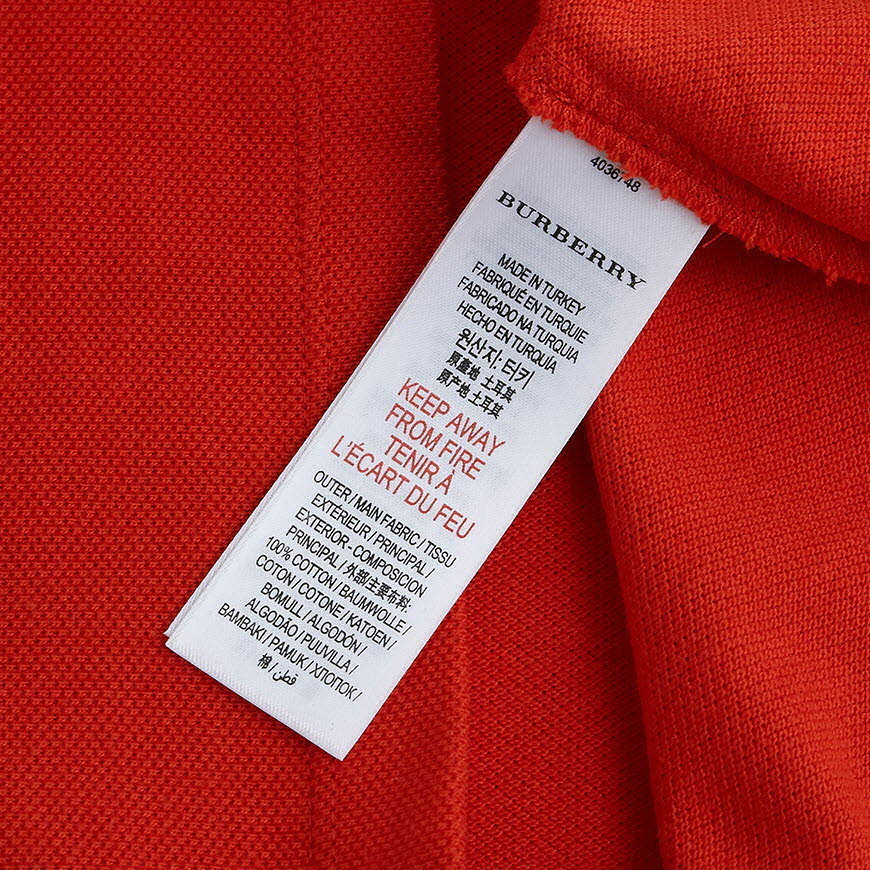 4036748
BURBERRY
MADE IN TURKEY
FABRIQUÉ EN TURQUIE
FABRICADO NA TURQUIA
HECHO EN TURQUÍA
원산지: 터키
原產地 土耳其
原产地 土耳其
KEEP AWAY
FROM FIRE
TENIR À
L'ÉCART DU FEU
OUTER / MAIN FABRIC / TISSU
EXTÉRIEUR / PRINCIPAL /
EXTERIOR - COMPOSICION
PRINCIPAL / 外部/主要布料:
100% COTTON / BAUMWOLLE /
COTON / COTONE / KATOEN /
BOMULL / ALGODÓN /
ALGODÃO / PUUVILLA /
BAMBAKI / PAMUK / ХЛОПОК /
棉 / قطن /